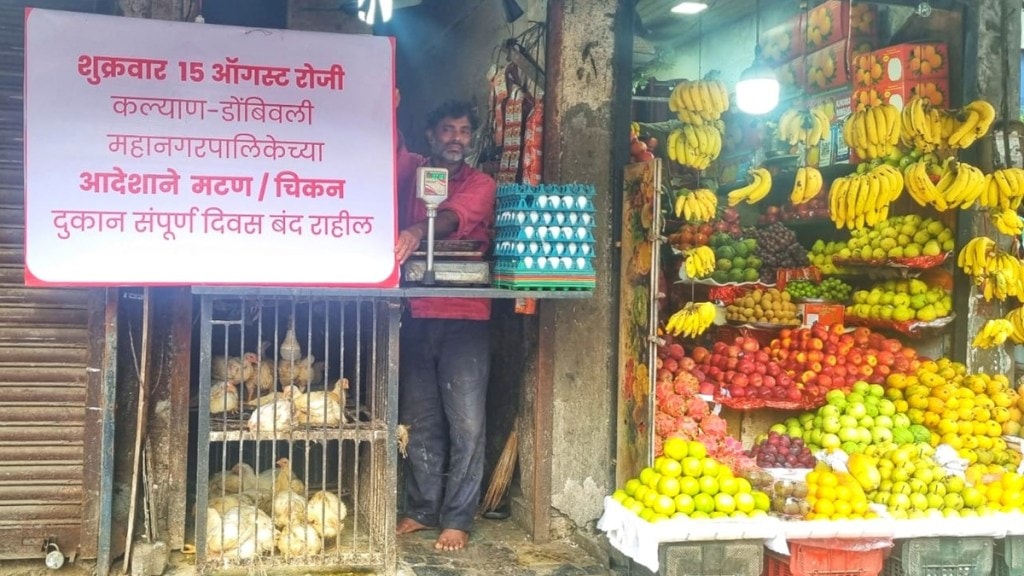 शुक्रवार 15 ऑगस्ट रोजी
कल्याण-डोंबिवली
महानगरपालिकेच्या
आदेशाने मटण / चिकन
दुकान संपूर्ण दिवस बंद राहील